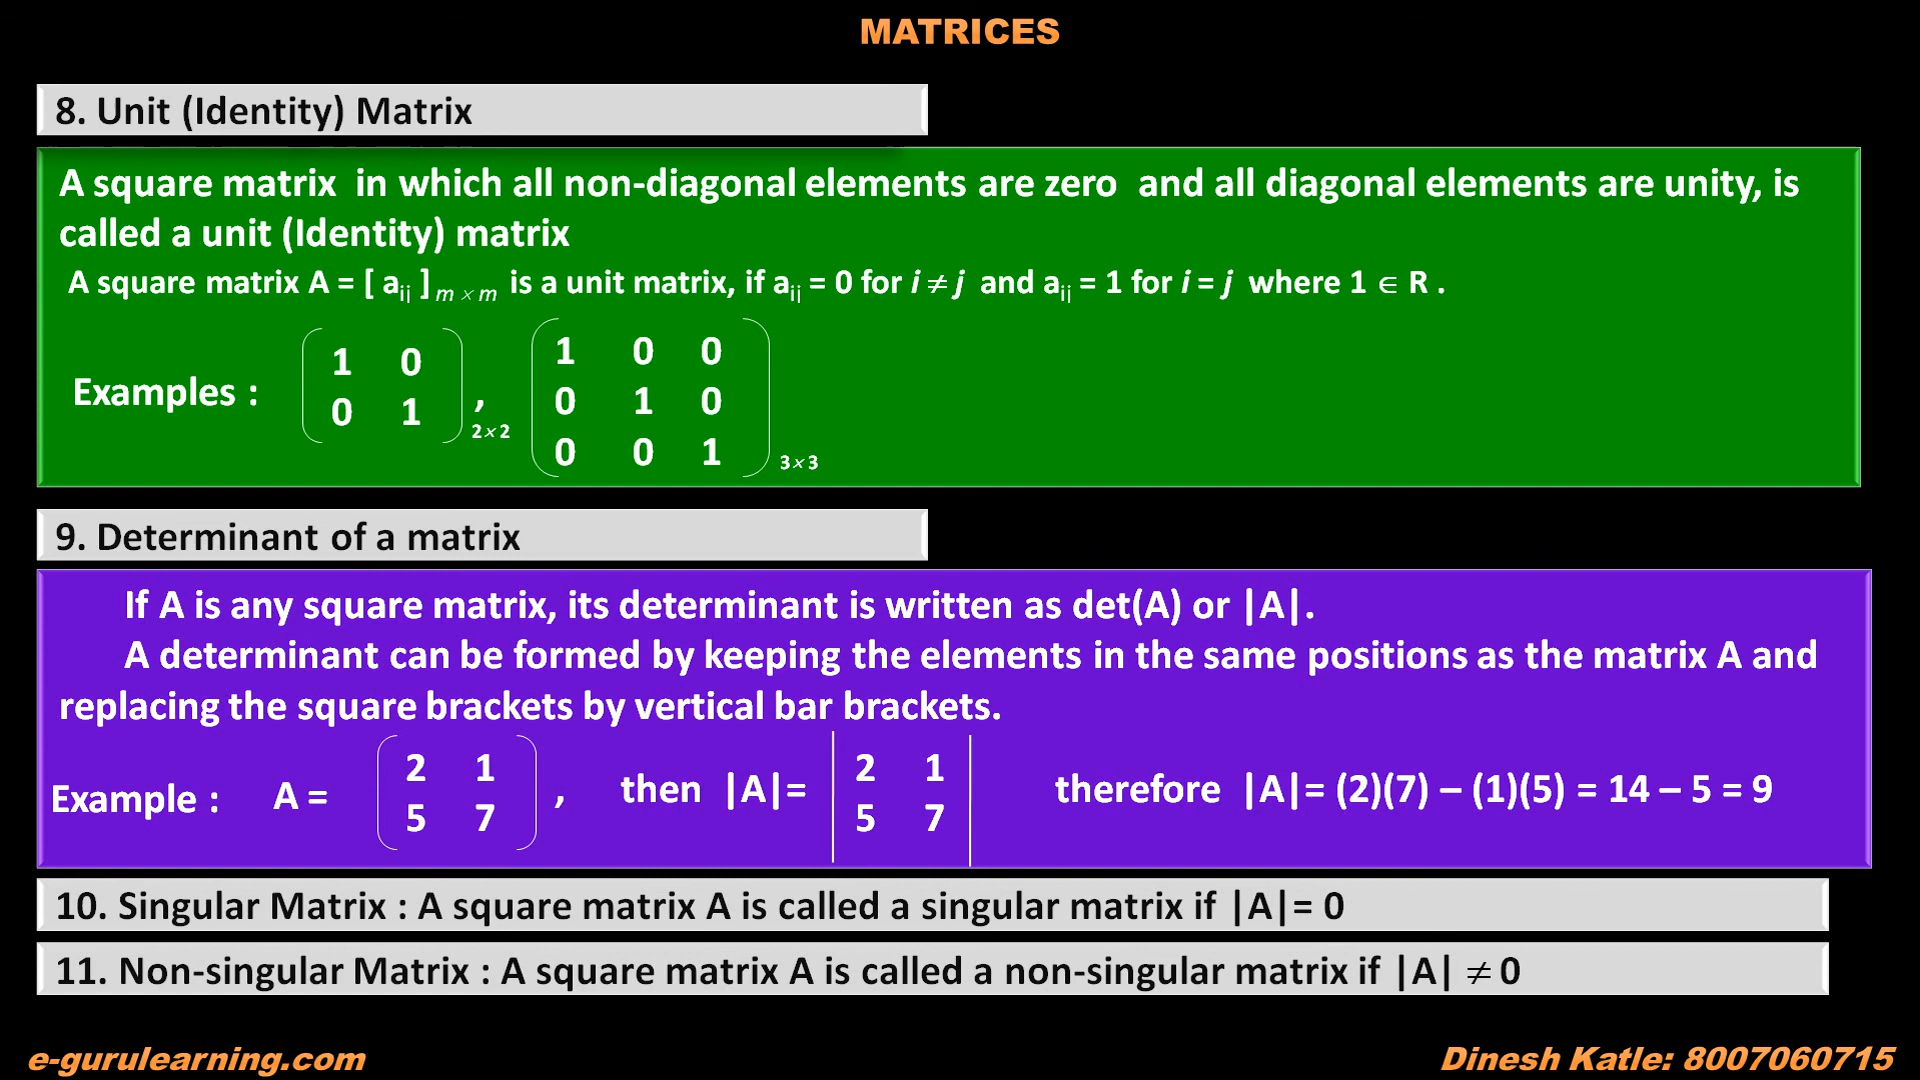 MATRICES
8. Unit (Identity) Matrix
A square matrix in which all non-diagonal elements are zero and all diagonal elements are unity, is
called a unit (Identity) matrix
A square matrix A = [ aij ] m × m is a unit matrix, if aij = 0 for i ≠ j and aij = 1 for i = j where 1 ∈ R .
Examples :
1 0
0 1
,
2×2
1 0 0
0 1 0
0 0 1
3×3
9. Determinant of a matrix
If A is any square matrix, its determinant is written as det(A) or |A|.
A determinant can be formed by keeping the elements in the same positions as the matrix A and
replacing the square brackets by vertical bar brackets.
Example : A =
2 1
5 7
, then |A|=
2 1
5 7
therefore |A|= (2)(7) – (1)(5) = 14 – 5 = 9
10. Singular Matrix : A square matrix A is called a singular matrix if |A|= 0
11. Non-singular Matrix : A square matrix A is called a non-singular matrix if |A| ≠ 0
e-gurulearning.com
Dinesh Katle: 8007060715